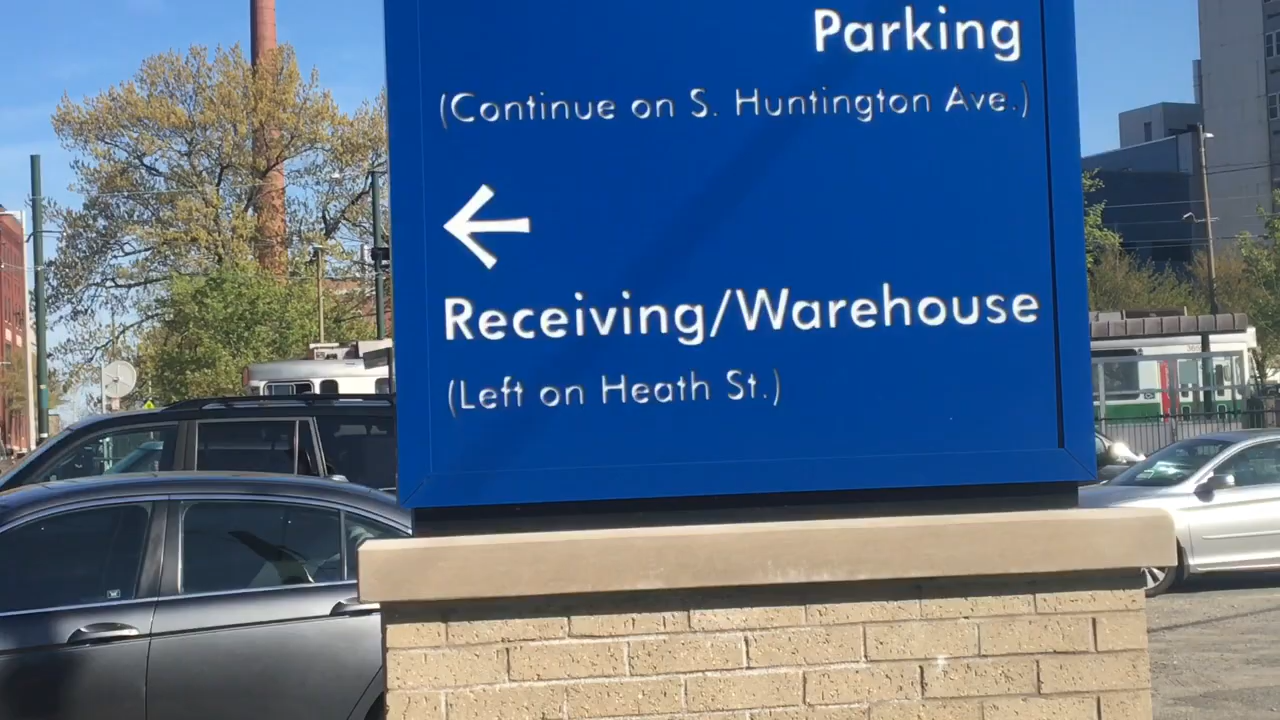 Parking
(Continue on S. Huntington Ave.)
Receiving/Warehouse
(Left on Heath St.)